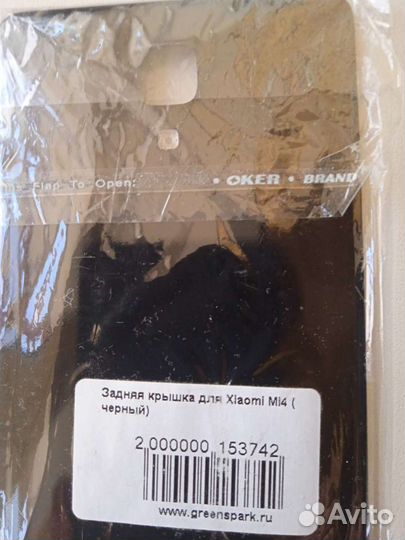 Flap To Open: • OKER • BRAND
Задняя крышка для Xiaomi Mi4 (
черный)
2 000000 153742
www.greenspark.ru
Avito